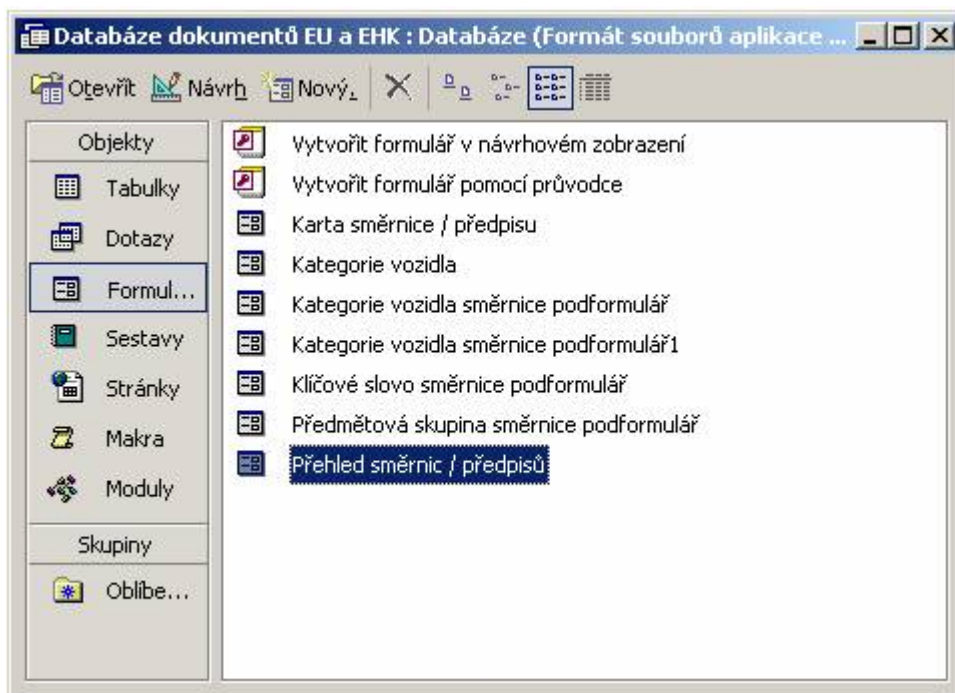 Databáze dokumentů EU a EHK : Databáze (Formát souborů aplikace ...
Otevřít Návrh Nový
Objekty
Tabulky
Dotazy
Formul...
Sestavy
Stránky
Makra
Moduly
Skupiny
Oblíbe...
Vytvořit formulář v návrhovém zobrazení
Vytvořit formulář pomocí průvodce
Karta směrnice / předpisu
Kategorie vozidla
Kategorie vozidla směrnice podformulář
Kategorie vozidla směrnice podformulář1
Klíčové slovo směrnice podformulář
Předmětová skupina směrnice podformulář
Přehled směrnic / předpisů